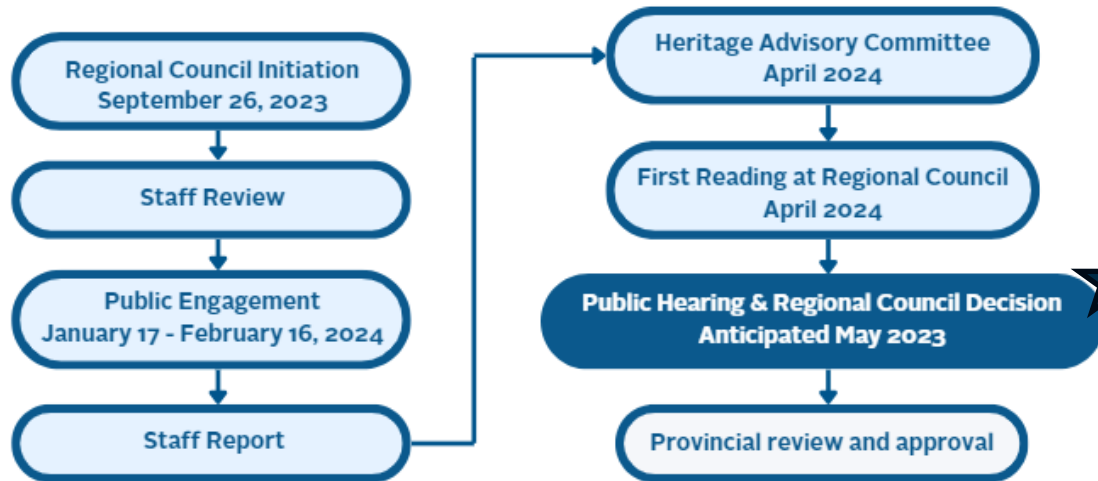 Regional Council Initiation
September 26, 2023
Staff Review
Public Engagement
January 17 - February 16, 2024
Staff Report
Heritage Advisory Committee
April 2024
First Reading at Regional Council
April 2024
Public Hearing & Regional Council Decision
Anticipated May 2023
Provincial review and approval